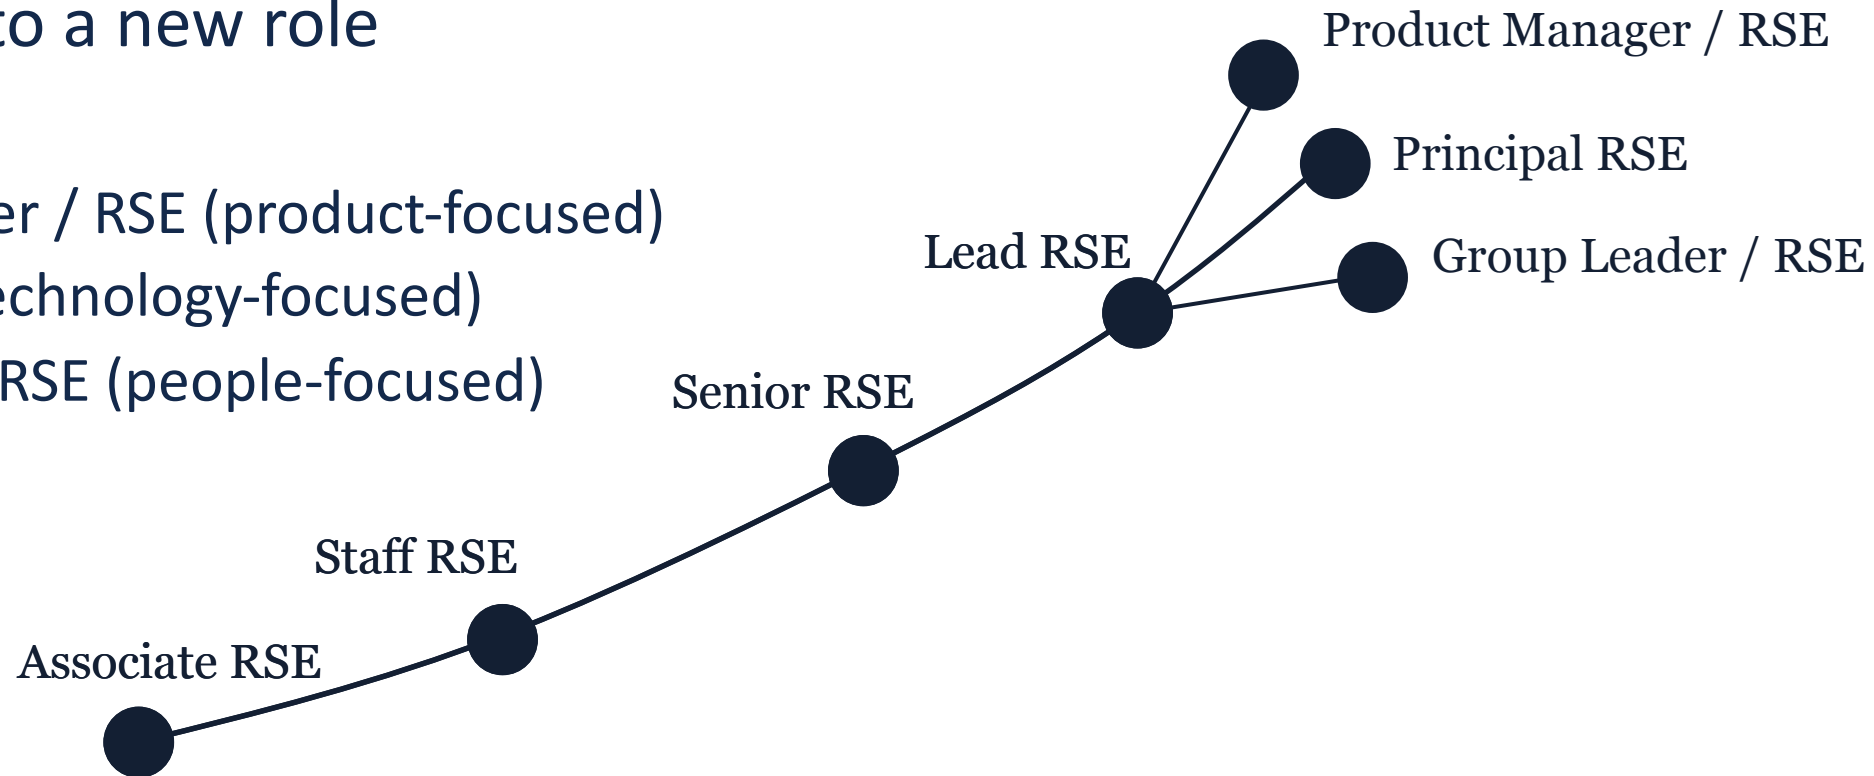 to a new role
er / RSE (product-focused)
echnology-focused)
RSE (people-focused)
Product Manager / RSE
Principal RSE
Group Leader / RSE
Lead RSE
Senior RSE
Staff RSE
Associate RSE